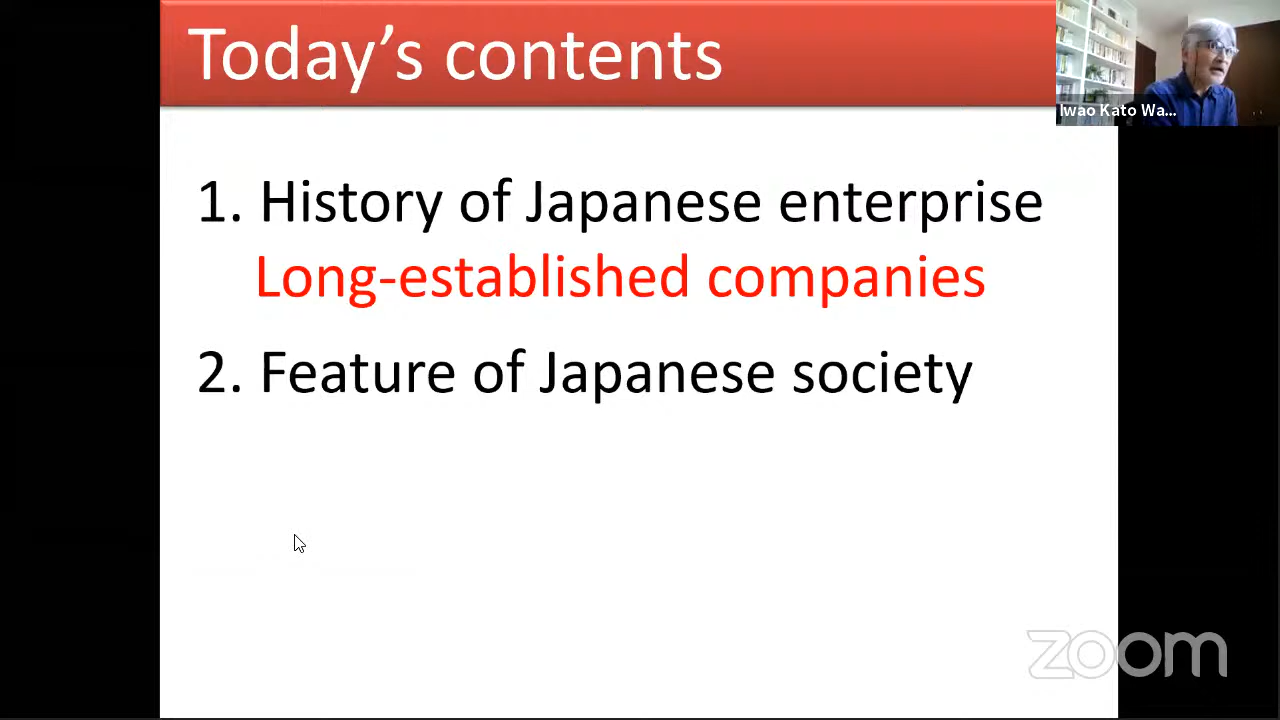 Today’s contents
Iwao Kato Wa...
1. History of Japanese enterprise
Long-established companies
2. Feature of Japanese society
zoom